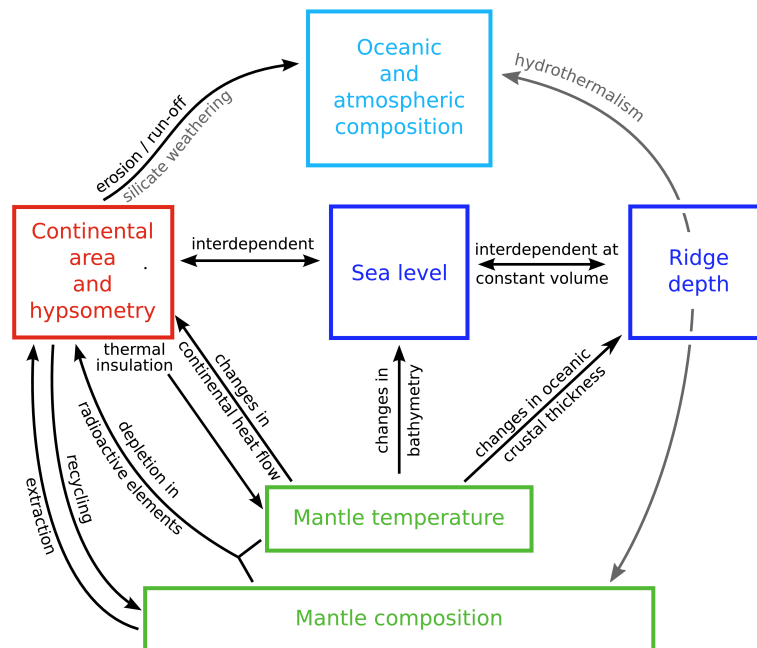 Oceanic
and
atmospheric
composition
hydrothermalism
erosion / run-off
silicate weathering
Continental
area
and
hypsometry
interdependent
Sea level
interdependent at
constant volume
Ridge
depth
thermal
insulation
changes in
continental heat flow
changes in
bathymetry
changes in oceanic
crustal thickness
depletion in
radioactive elements
recycling
extraction
Mantle temperature
Mantle composition